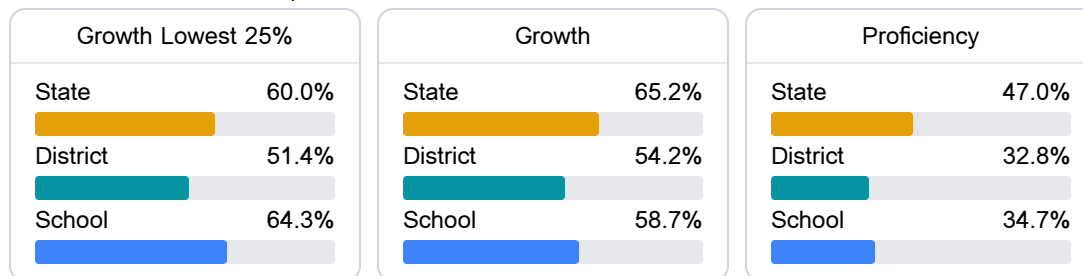 Growth Lowest 25%
State 60.0%
District 51.4%
School 64.3%
Growth
State 65.2%
District 54.2%
School 58.7%
Proficiency
State 47.0%
District 32.8%
School 34.7%